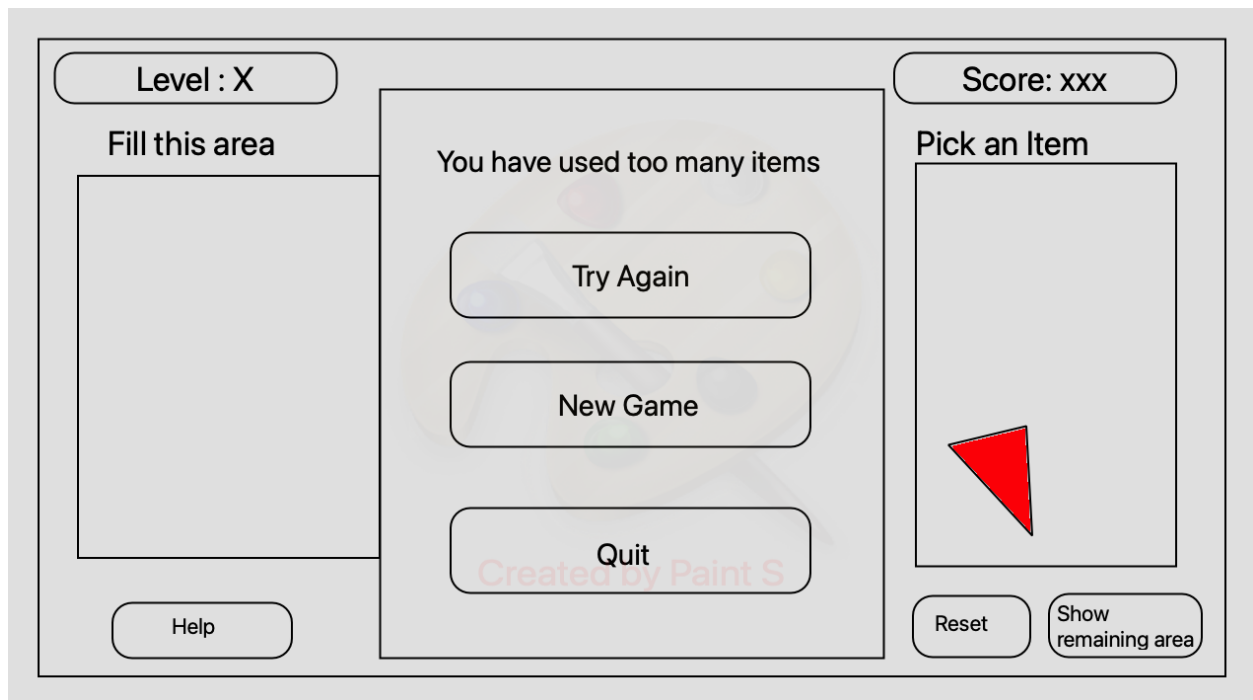 Level : X
Score: xxx
Fill this area
Pick an Item
You have used too many items
Try Again
New Game
Quit
Created by Paint S
Help
Reset
Show
remaining area